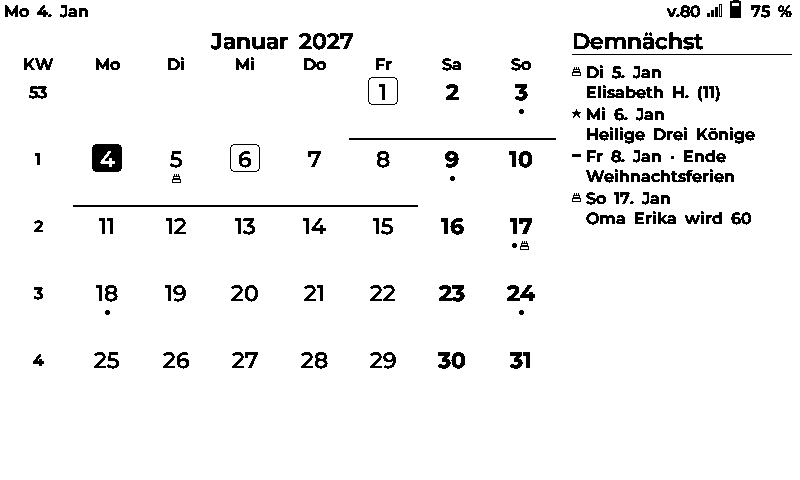 Mo 4. Jan
v.80 75 %
Januar 2027
KW Mo Di Mi Do Fr Sa So
53 1 2 3
1 4 5 6 7 8 9 10
2 11 12 13 14 15 16 17
3 18 19 20 21 22 23 24
4 25 26 27 28 29 30 31
Demnächst
Di 5. Jan
Elisabeth H. (11)
Mi 6. Jan
Heilige Drei Könige
Fr 8. Jan · Ende
Weihnachtsferien
So 17. Jan
Oma Erika wird 60